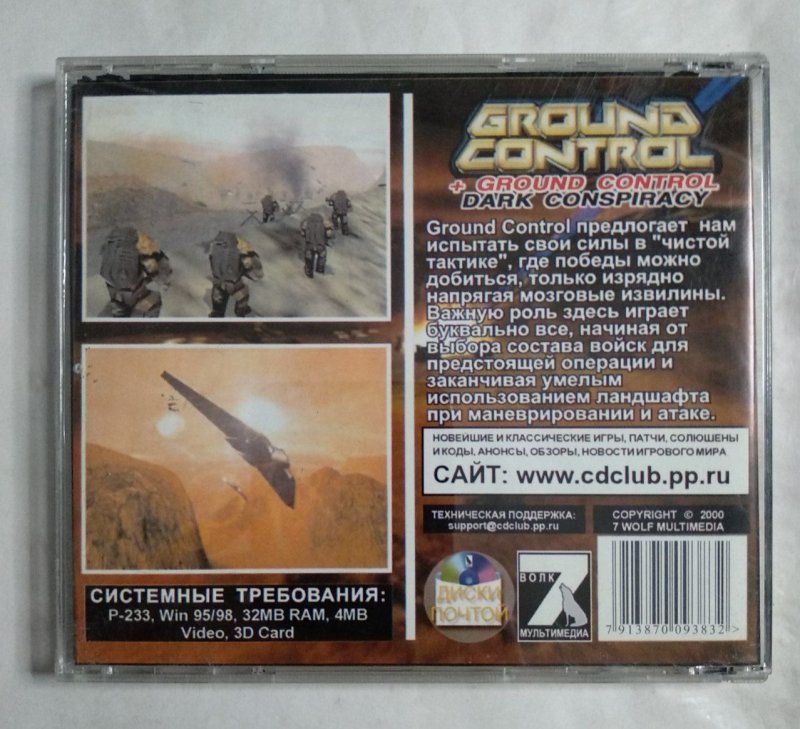 GROUND
CONTROL
+ GROUND CONTROL
DARK CONSPIRACY
Ground Control предлогает нам
испытать свои силы в "чистой
тактике", где победы можно
добиться, только изрядно
напрягая мозговые извилины.
Важную роль здесь играет
буквально все, начиная от
выбора состава войск для
предстоящей операции и
заканчивая умелым
использованием ландшафта
при маневрировании и атаке.
НОВЕЙШИЕ И КЛАССИЧЕСКИЕ ИГРЫ, ПАТЧИ, СОЛЮШЕНЫ
И КОДЫ, АНОНСЫ, ОБЗОРЫ, НОВОСТИ ИГРОВОГО МИРА
САЙТ: www.cdclub.pp.ru
ТЕХНИЧЕСКАЯ ПОДДЕРЖКА:
support@cdclub.pp.ru
COPYRIGHT © 2000
7 WOLF MULTIMEDIA
СИСТЕМНЫЕ ТРЕБОВАНИЯ:
P-233, Win 95/98, 32MB RAM, 4MB
Video, 3D Card
ДИСКИ
ПОЧТОЙ
7
ВОЛК
МУЛЬТИМЕДИА
7913870093832>